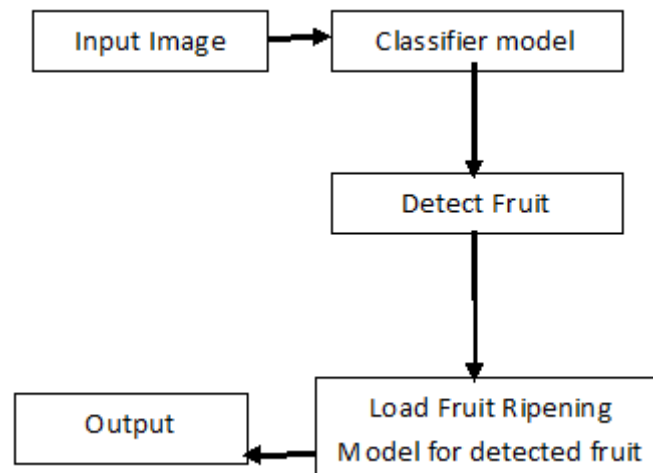 Input Image
Classifier model
Detect Fruit
Load Fruit Ripening
Model for detected fruit
Output